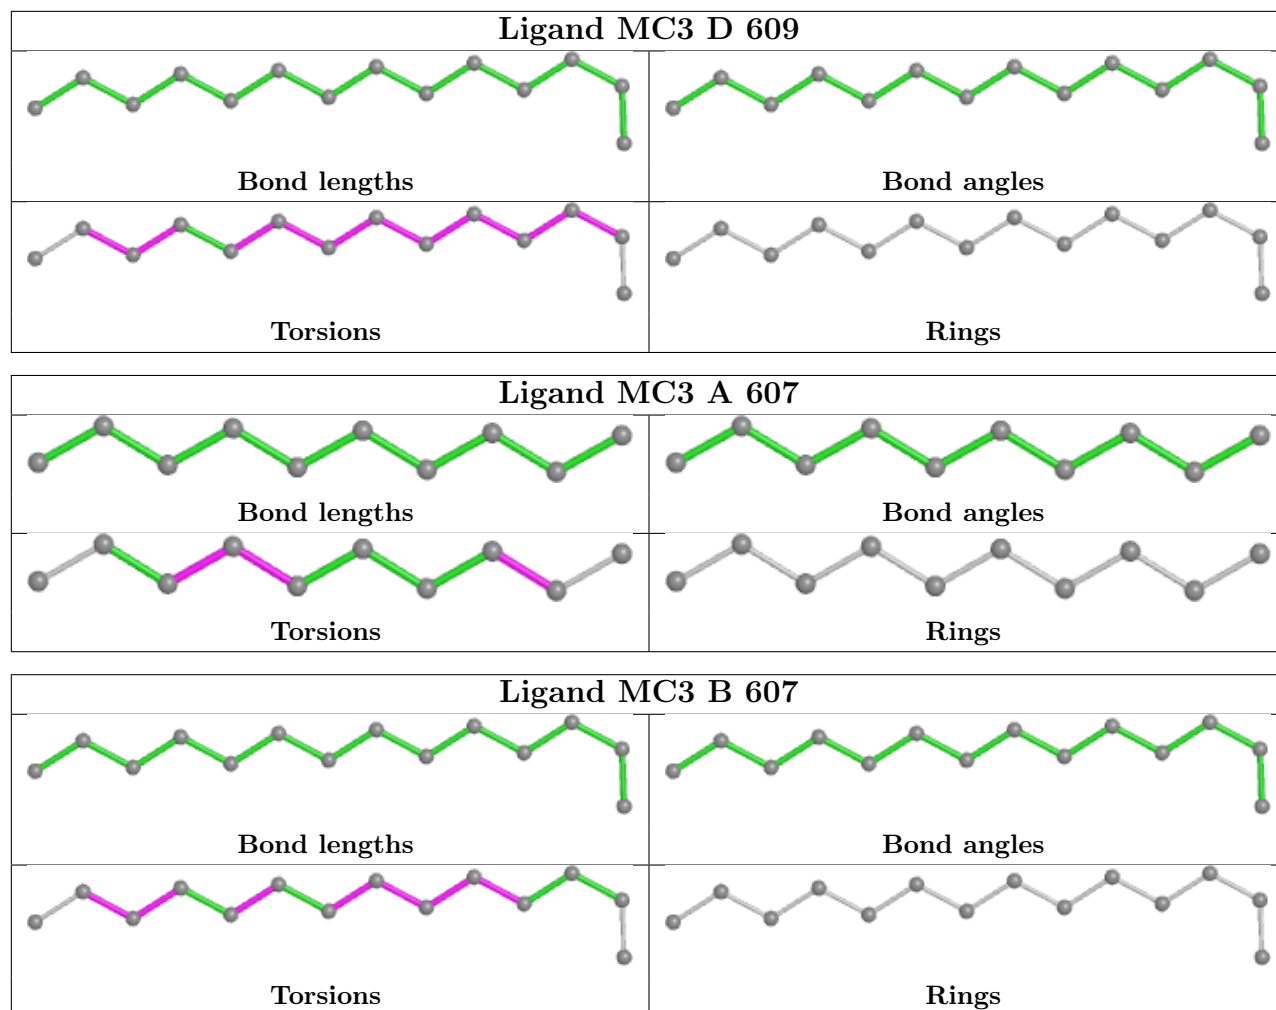 Ligand MC3 D 609
Bond lengths
Bond angles
Torsions
Rings
Ligand MC3 A 607
Bond lengths
Bond angles
Torsions
Rings
Ligand MC3 B 607
Bond lengths
Bond angles
Torsions
Rings